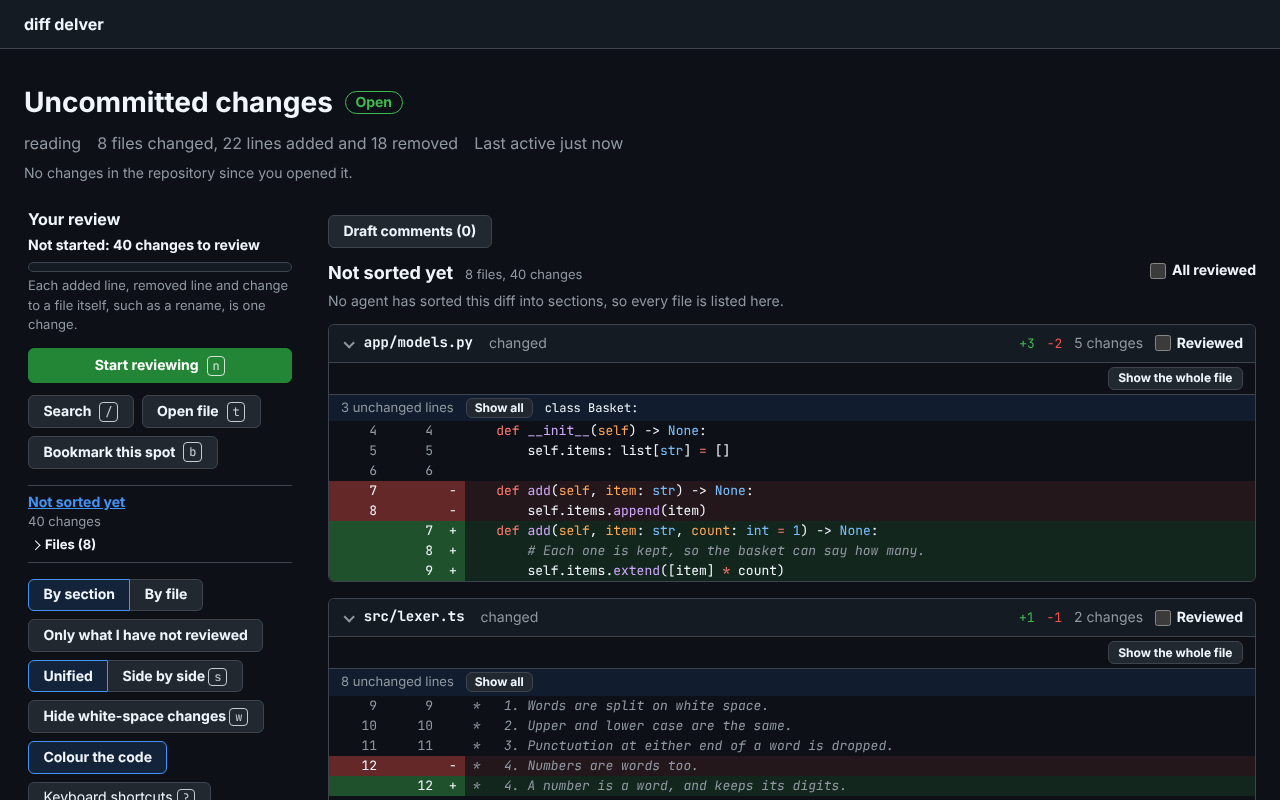 diff delver
Uncommitted changes Open
reading 8 files changed, 22 lines added and 18 removed Last active just now
No changes in the repository since you opened it.
Your review
Not started: 40 changes to review
Each added line, removed line and change
to a file itself, such as a rename, is one
change.
Start reviewing n
Search / Open file t
Bookmark this spot b
Not sorted yet
40 changes
Files (8)
By section By file
Only what I have not reviewed
Unified Side by side s
Hide white-space changes w
Colour the code
Keyboard shortcuts ?
Draft comments (0)
Not sorted yet 8 files, 40 changes All reviewed
No agent has sorted this diff into sections, so every file is listed here.
app/models.py changed +3 -2 5 changes Reviewed
Show the whole file
3 unchanged lines Show all class Basket:
4 4 def __init__(self) -> None:
5 5 self.items: list[str] = []
6 6
7 - def add(self, item: str) -> None:
8 - self.items.append(item)
7 + def add(self, item: str, count: int = 1) -> None:
8 + # Each one is kept, so the basket can say how many.
9 + self.items.extend([item] * count)
src/lexer.ts changed +1 -1 2 changes Reviewed
Show the whole file
8 unchanged lines Show all
9 9 * 1. Words are split on white space.
10 10 * 2. Upper and lower case are the same.
11 11 * 3. Punctuation at either end of a word is dropped.
12 - * 4. Numbers are words too.
12 + * 4. A number is a word, and keeps its digits.